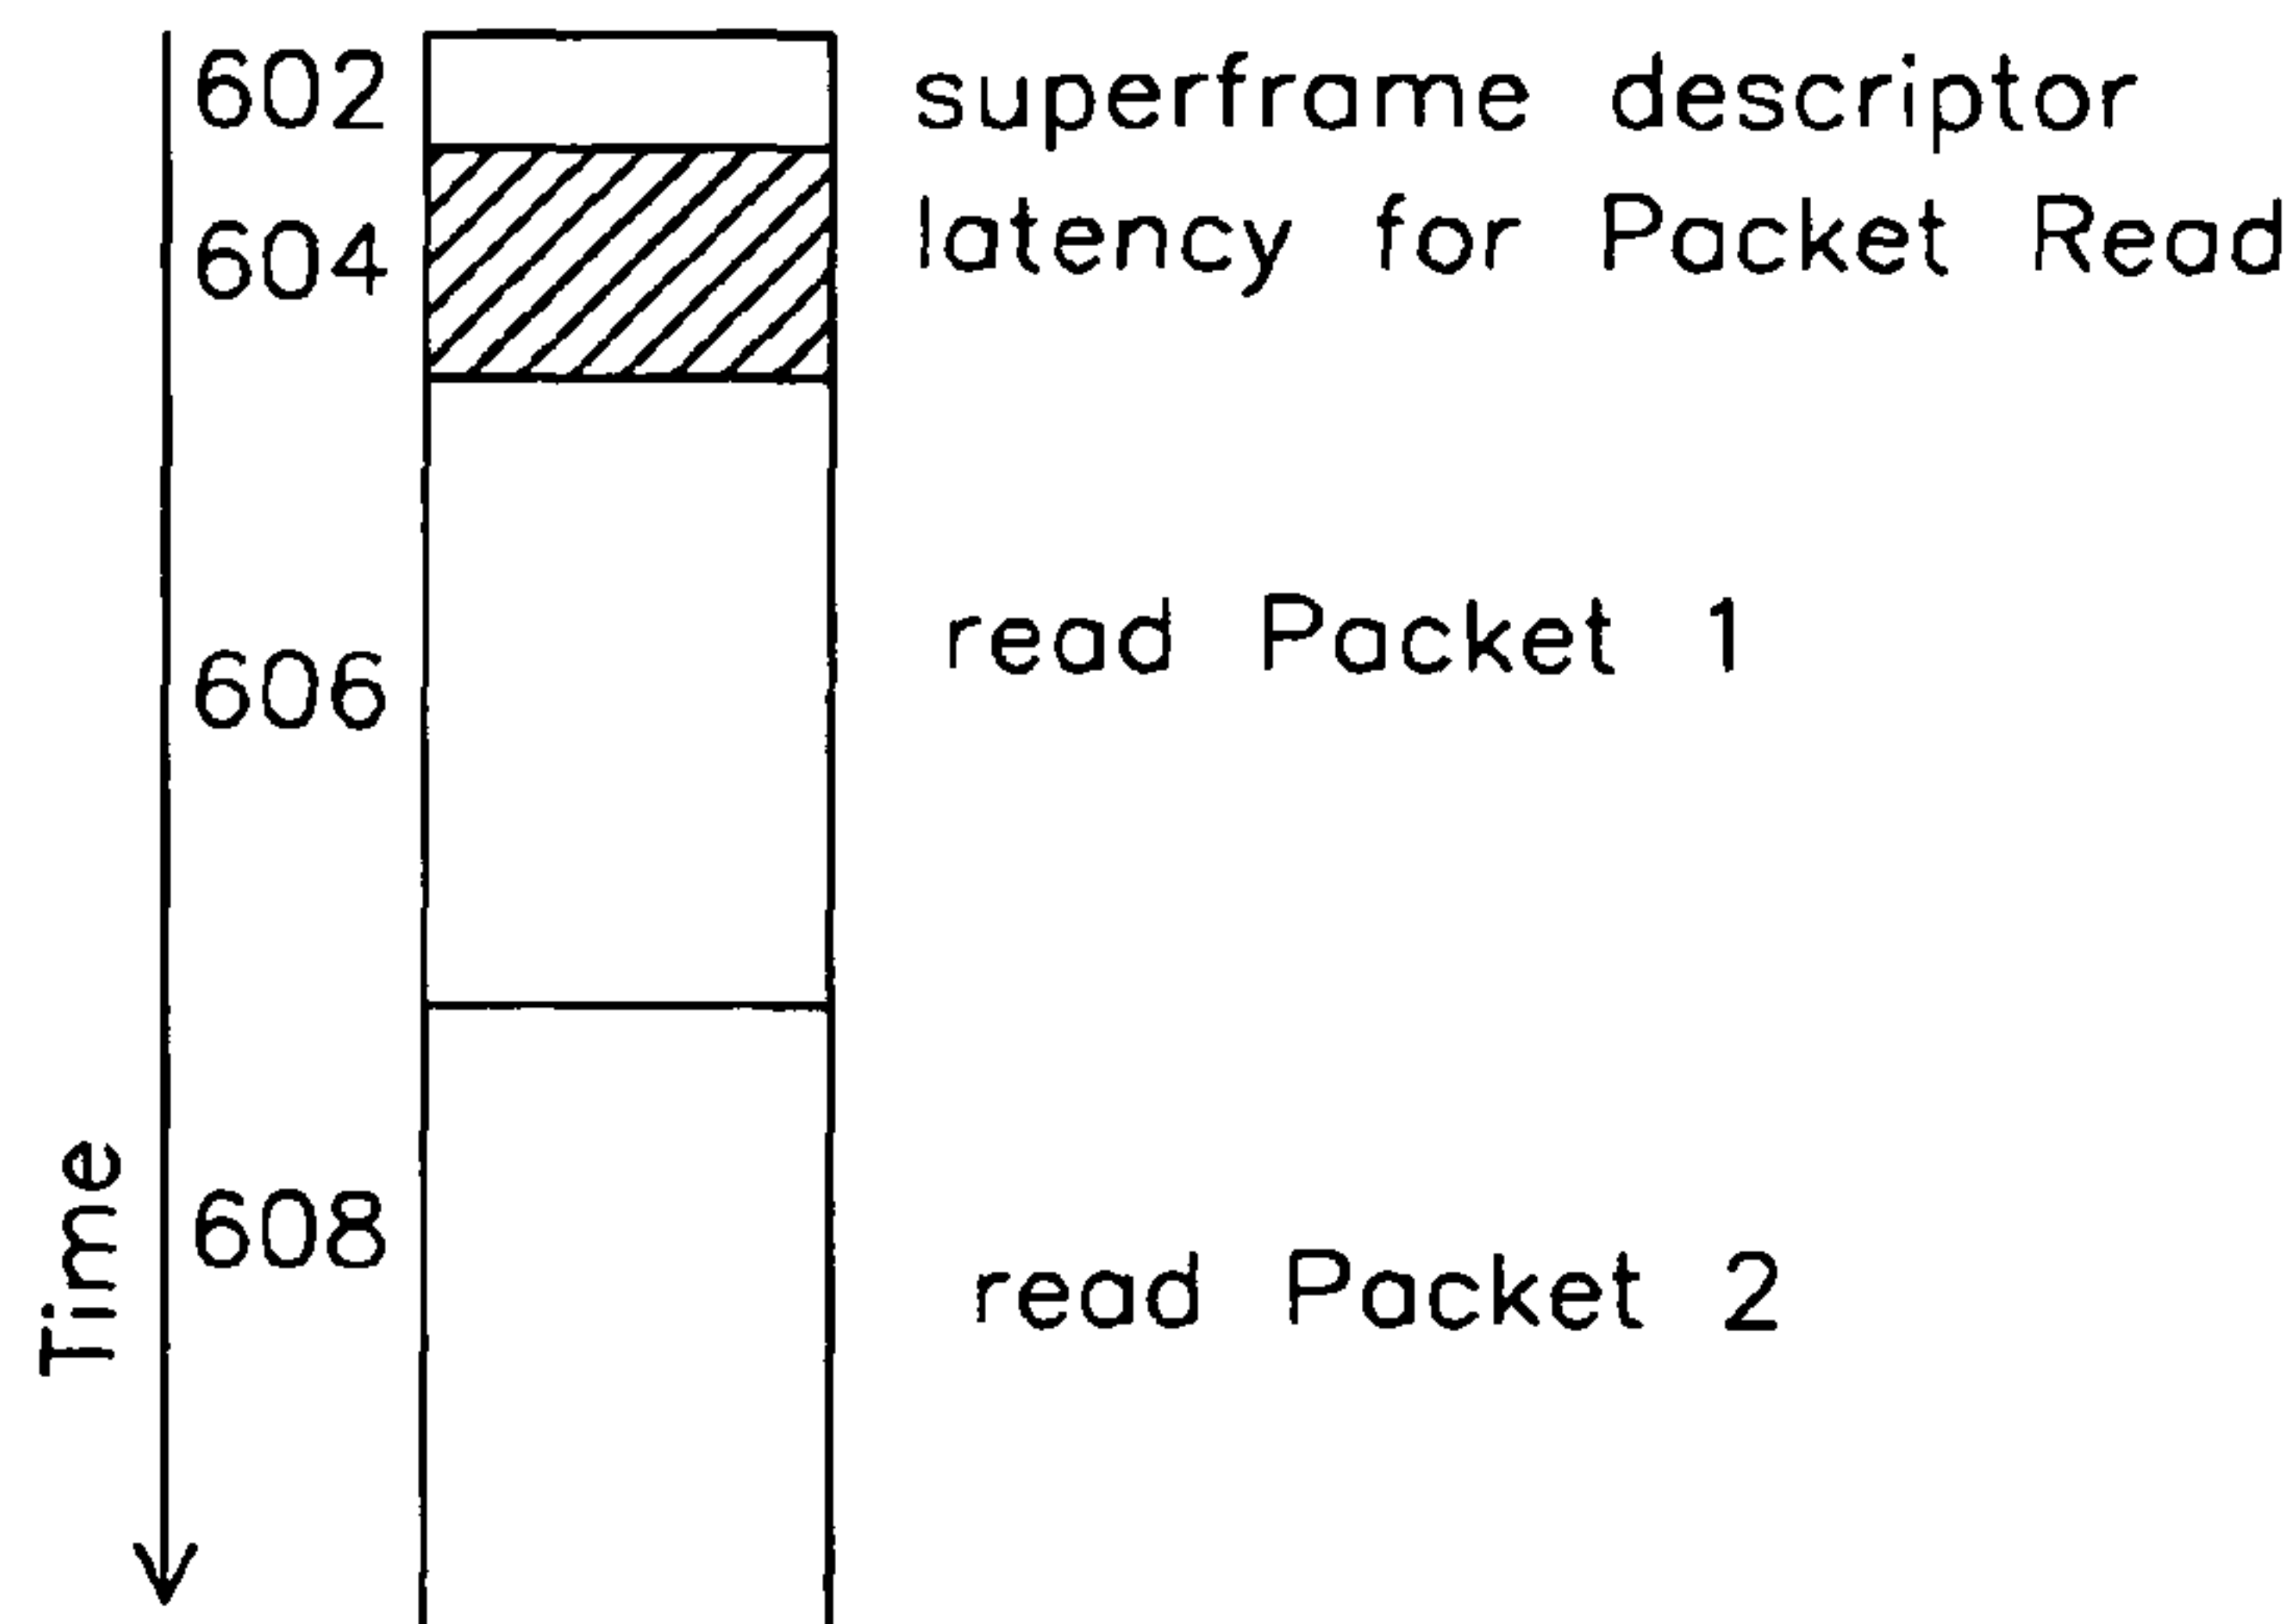 602 superframe descriptor
604 latency for Packet Read
606 read Packet 1
608 read Packet 2
Time